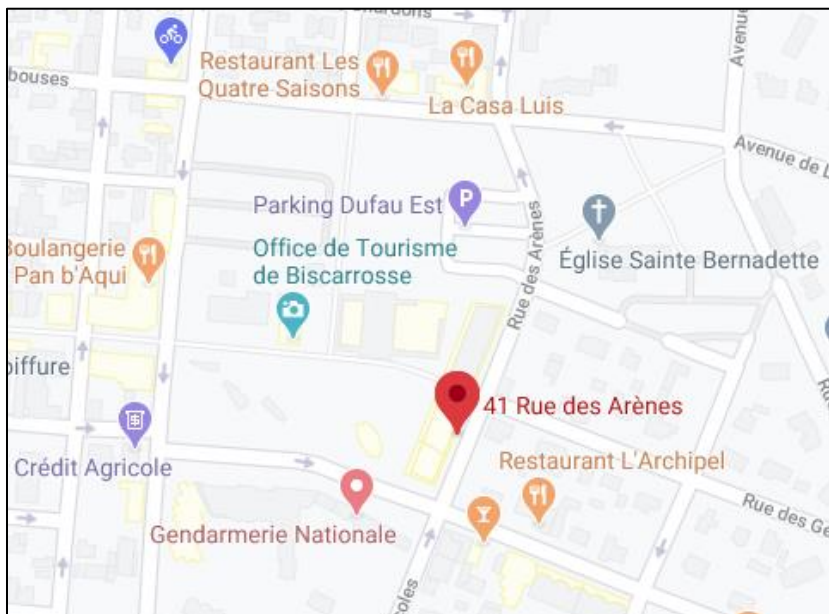 Restaurant Les
Quatre Saisons
La Casa Luis
Avenue
Avenue de L
Parking Dufau Est
Rue des Arènes
Office de Tourisme
de Biscarrosse
Église Sainte Bernadette
Boulangerie
Pan b'Aqui
oiffure
41 Rue des Arènes
Crédit Agricole
Restaurant L'Archipel
Gendarmerie Nationale
Rue des Ge